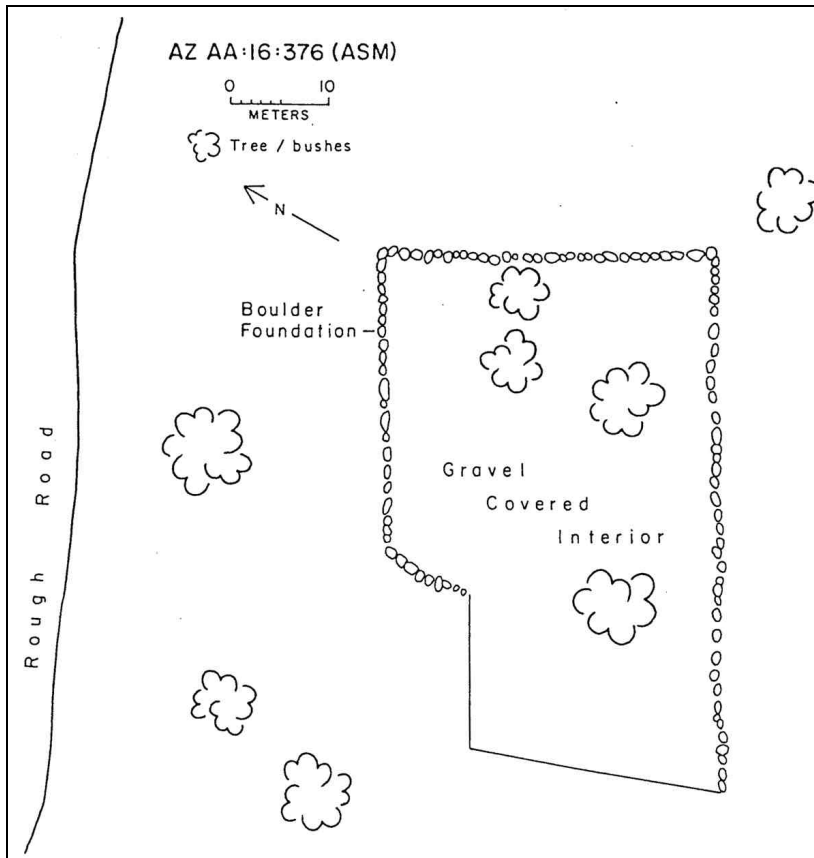 AZ AA:16:376 (ASM)
0 10
METERS
Tree / bushes
N
Boulder
Foundation
Rough Road
Gravel
Covered
Interior